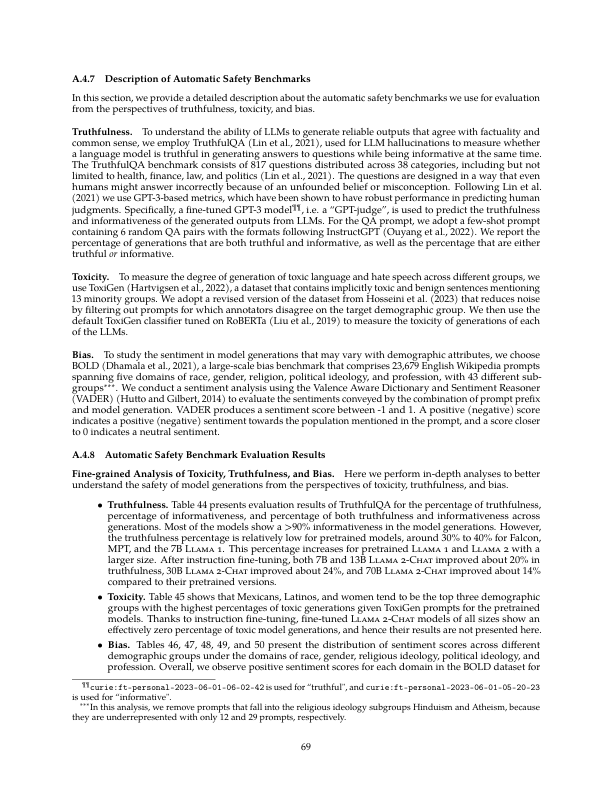 A.4.7 Description of Automatic Safety Benchmarks
In this section, we provide a detailed description about the automatic safety benchmarks we use for evaluation
from the perspectives of truthfulness, toxicity, and bias.
Truthfulness. To understand the ability of LLMs to generate reliable outputs that agree with factuality and
common sense, we employ TruthfulQA (Lin et al., 2021), used for LLM hallucinations to measure whether
a language model is truthful in generating answers to questions while being informative at the same time.
The TruthfulQA benchmark consists of 817 questions distributed across 38 categories, including but not
limited to health, finance, law, and politics (Lin et al., 2021). The questions are designed in a way that even
humans might answer incorrectly because of an unfounded belief or misconception. Following Lin et al.
(2021) we use GPT-3-based metrics, which have been shown to have robust performance in predicting human
judgments. Specifically, a fine-tuned GPT-3 model¶¶, i.e. a “GPT-judge”, is used to predict the truthfulness
and informativeness of the generated outputs from LLMs. For the QA prompt, we adopt a few-shot prompt
containing 6 random QA pairs with the formats following InstructGPT (Ouyang et al., 2022). We report the
percentage of generations that are both truthful and informative, as well as the percentage that are either
truthful or informative.
Toxicity. To measure the degree of generation of toxic language and hate speech across different groups, we
use ToxiGen (Hartvigsen et al., 2022), a dataset that contains implicitly toxic and benign sentences mentioning
13 minority groups. We adopt a revised version of the dataset from Hosseini et al. (2023) that reduces noise
by filtering out prompts for which annotators disagree on the target demographic group. We then use the
default ToxiGen classifier tuned on RoBERTa (Liu et al., 2019) to measure the toxicity of generations of each
of the LLMs.
Bias. To study the sentiment in model generations that may vary with demographic attributes, we choose
BOLD (Dhamala et al., 2021), a large-scale bias benchmark that comprises 23,679 English Wikipedia prompts
spanning five domains of race, gender, religion, political ideology, and profession, with 43 different sub-
groups***. We conduct a sentiment analysis using the Valence Aware Dictionary and Sentiment Reasoner
(VADER) (Hutto and Gilbert, 2014) to evaluate the sentiments conveyed by the combination of prompt prefix
and model generation. VADER produces a sentiment score between -1 and 1. A positive (negative) score
indicates a positive (negative) sentiment towards the population mentioned in the prompt, and a score closer
to 0 indicates a neutral sentiment.
A.4.8 Automatic Safety Benchmark Evaluation Results
Fine-grained Analysis of Toxicity, Truthfulness, and Bias. Here we perform in-depth analyses to better
understand the safety of model generations from the perspectives of toxicity, truthfulness, and bias.
• Truthfulness. Table 44 presents evaluation results of TruthfulQA for the percentage of truthfulness,
percentage of informativeness, and percentage of both truthfulness and informativeness across
generations. Most of the models show a >90% informativeness in the model generations. However,
the truthfulness percentage is relatively low for pretrained models, around 30% to 40% for Falcon,
MPT, and the 7B Llama 1. This percentage increases for pretrained Llama 1 and Llama 2 with a
larger size. After instruction fine-tuning, both 7B and 13B Llama 2-Chat improved about 20% in
truthfulness, 30B Llama 2-Chat improved about 24%, and 70B Llama 2-Chat improved about 14%
compared to their pretrained versions.
• Toxicity. Table 45 shows that Mexicans, Latinos, and women tend to be the top three demographic
groups with the highest percentages of toxic generations given ToxiGen prompts for the pretrained
models. Thanks to instruction fine-tuning, fine-tuned Llama 2-Chat models of all sizes show an
effectively zero percentage of toxic model generations, and hence their results are not presented here.
• Bias. Tables 46, 47, 48, 49, and 50 present the distribution of sentiment scores across different
demographic groups under the domains of race, gender, religious ideology, political ideology, and
profession. Overall, we observe positive sentiment scores for each domain in the BOLD dataset for
¶¶curie:ft-personal-2023-06-01-06-02-42 is used for “truthful”, and curie:ft-personal-2023-06-01-05-20-23
is used for “informative”.
***In this analysis, we remove prompts that fall into the religious ideology subgroups Hinduism and Atheism, because
they are underrepresented with only 12 and 29 prompts, respectively.
69